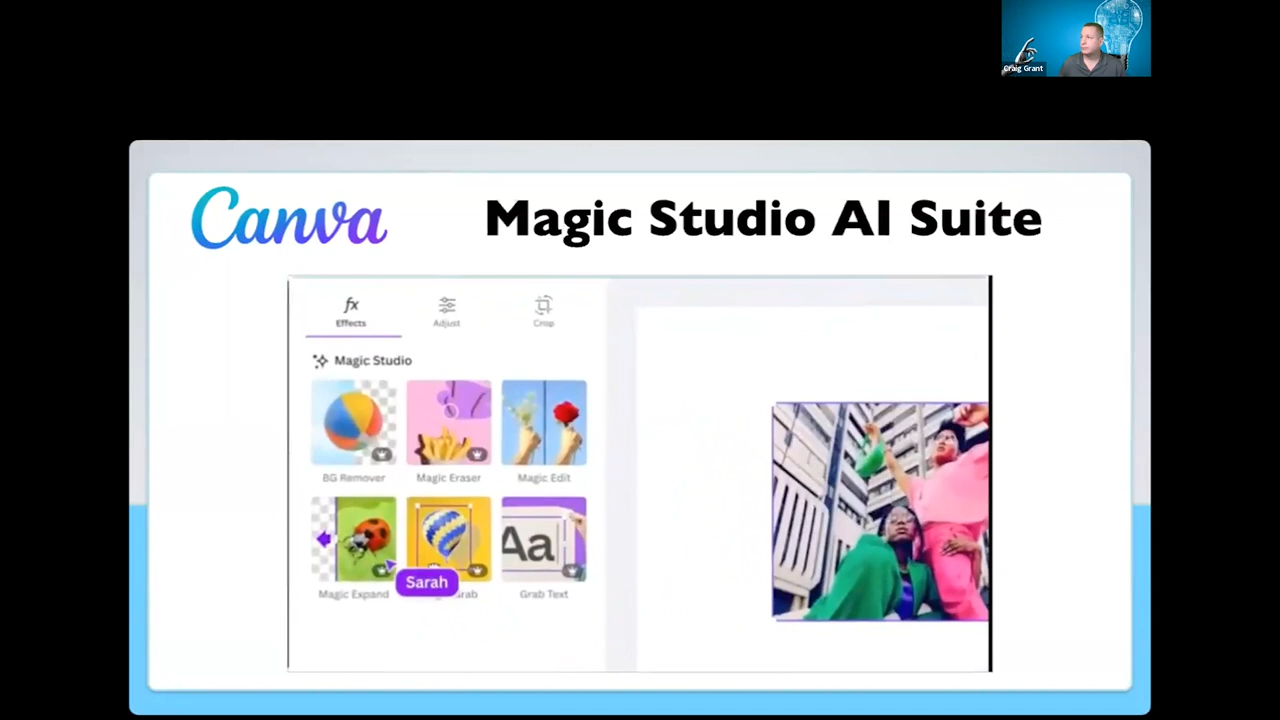 Craig Grant
Canva
Magic Studio AI Suite
fx
Effects
Adjust
Crop
Magic Studio
BG Remover
Magic Eraser
Magic Edit
Aa
Sarah
Magic Expand
Grab Text